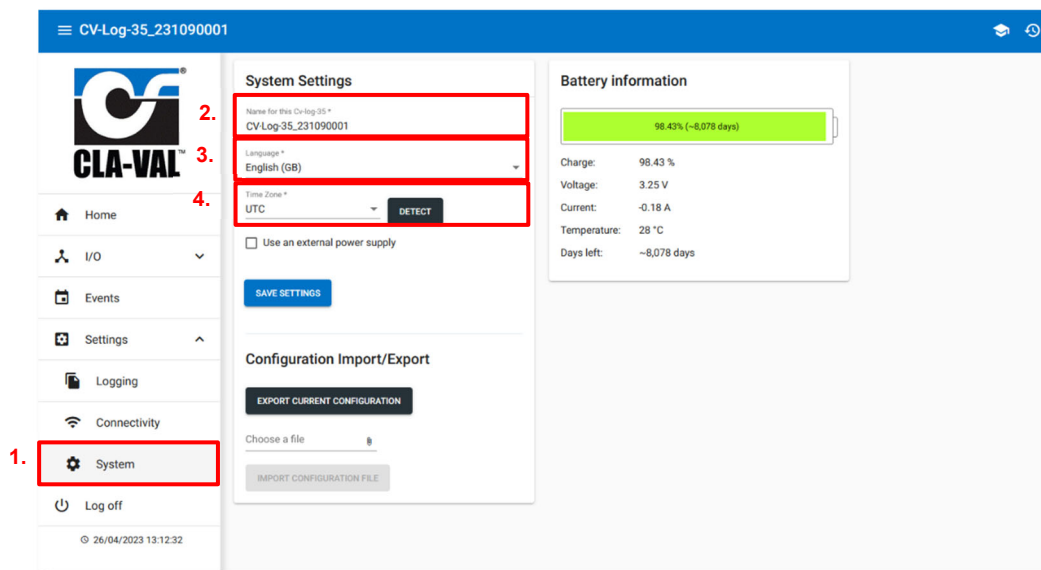 CV-Log-35_231090001
®
CLA-VAL™
Home
I/O
Events
Settings
Logging
Connectivity
1.
System
Log off
26/04/2023 13:12:32
System Settings
2.
Name for this Cv-log-35 *
CV-Log-35_231090001
3.
Language *
English (GB)
4.
Time Zone *
UTC
DETECT
Use an external power supply
SAVE SETTINGS
Configuration Import/Export
EXPORT CURRENT CONFIGURATION
Choose a file
IMPORT CONFIGURATION FILE
Battery information
98.43% (~8,078 days)
Charge: 98.43 %
Voltage: 3.25 V
Current: -0.18 A
Temperature: 28 °C
Days left: ~8,078 days